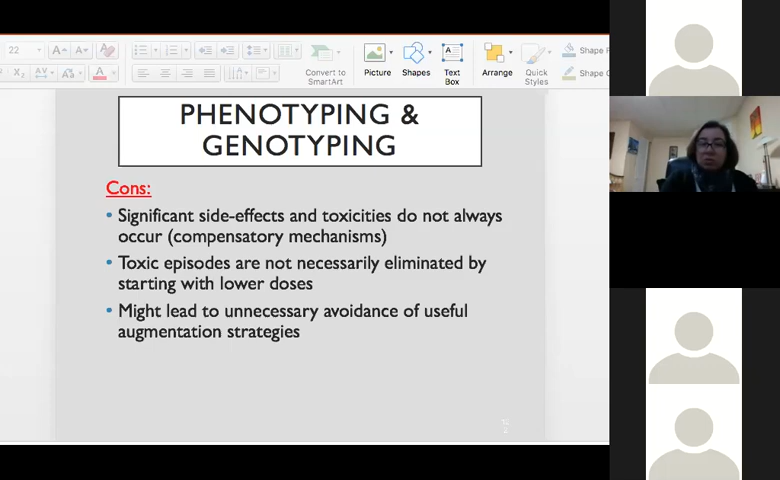 22
A
A
Convert to
SmartArt
Picture
Shapes
Text
Box
Arrange
Quick
Styles
Shape
Shape
PHENOTYPING &
GENOTYPING
Cons:
• Significant side-effects and toxicities do not always
occur (compensatory mechanisms)
• Toxic episodes are not necessarily eliminated by
starting with lower doses
• Might lead to unnecessary avoidance of useful
augmentation strategies